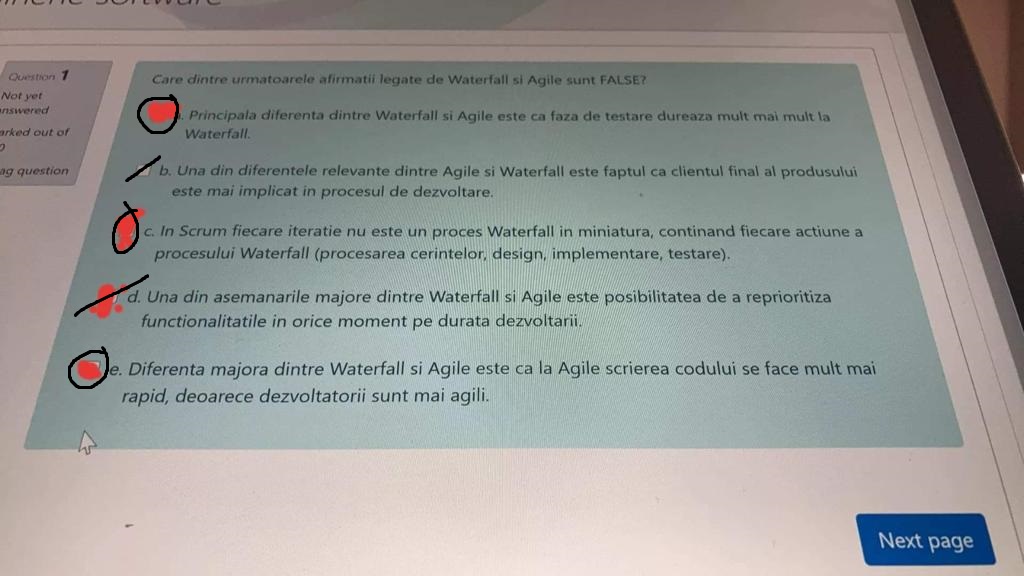 Question 1
Not yet
answered
arked out of
ag question
Care dintre urmatoarele afirmatii legate de Waterfall si Agile sunt FALSE?
. Principala diferenta dintre Waterfall si Agile este ca faza de testare dureaza mult mai mult la
Waterfall.
b. Una din diferentele relevante dintre Agile si Waterfall este faptul ca clientul final al produsului
este mai implicat in procesul de dezvoltare.
c. In Scrum fiecare iteratie nu este un proces Waterfall in miniatura, continand fiecare actiune a
procesului Waterfall (procesarea cerintelor, design, implementare, testare).
d. Una din asemanarile majore dintre Waterfall si Agile este posibilitatea de a reprioritiza
functionalitatile in orice moment pe durata dezvoltarii.
e. Diferenta majora dintre Waterfall si Agile este ca la Agile scrierea codului se face mult mai
rapid, deoarece dezvoltatorii sunt mai agili.
Next page